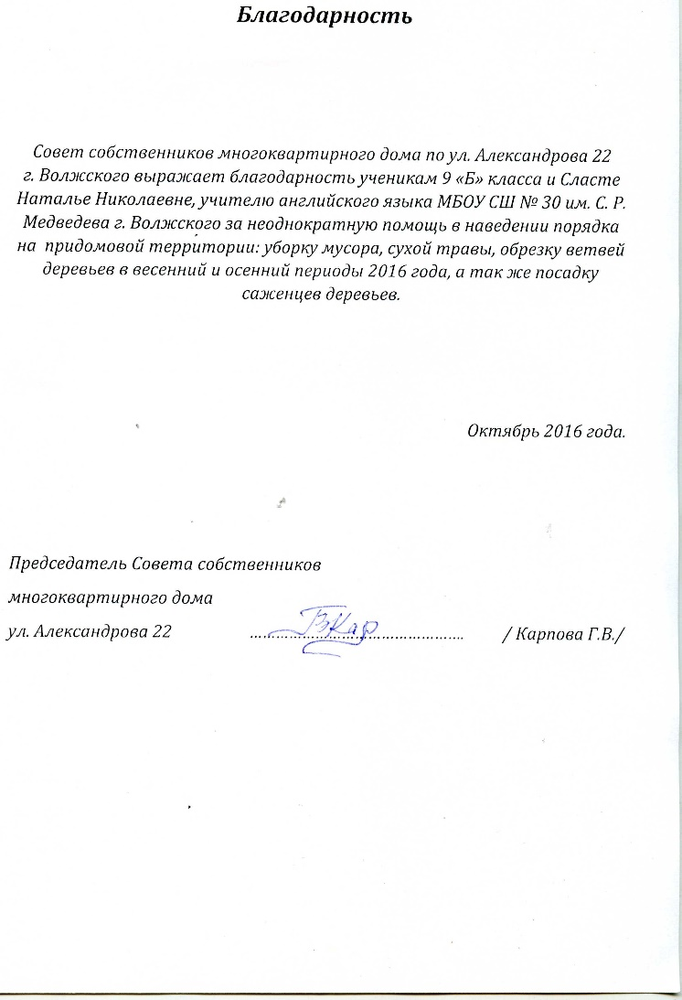 Благодарность
Совет собственников многоквартирного дома по ул. Александрова 22
г. Волжского выражает благодарность ученикам 9 «Б» класса и Сласте
Наталье Николаевне, учителю английского языка МБОУ СШ № 30 им. С. Р.
Медведева г. Волжского за неоднократную помощь в наведении порядка
на придомовой территории: уборку мусора, сухой травы, обрезку ветвей
деревьев в весенний и осенний периоды 2016 года, а так же посадку
саженцев деревьев.
Октябрь 2016 года.
Председатель Совета собственников
многоквартирного дома
ул. Александрова 22 ............................................. / Карпова Г.В./